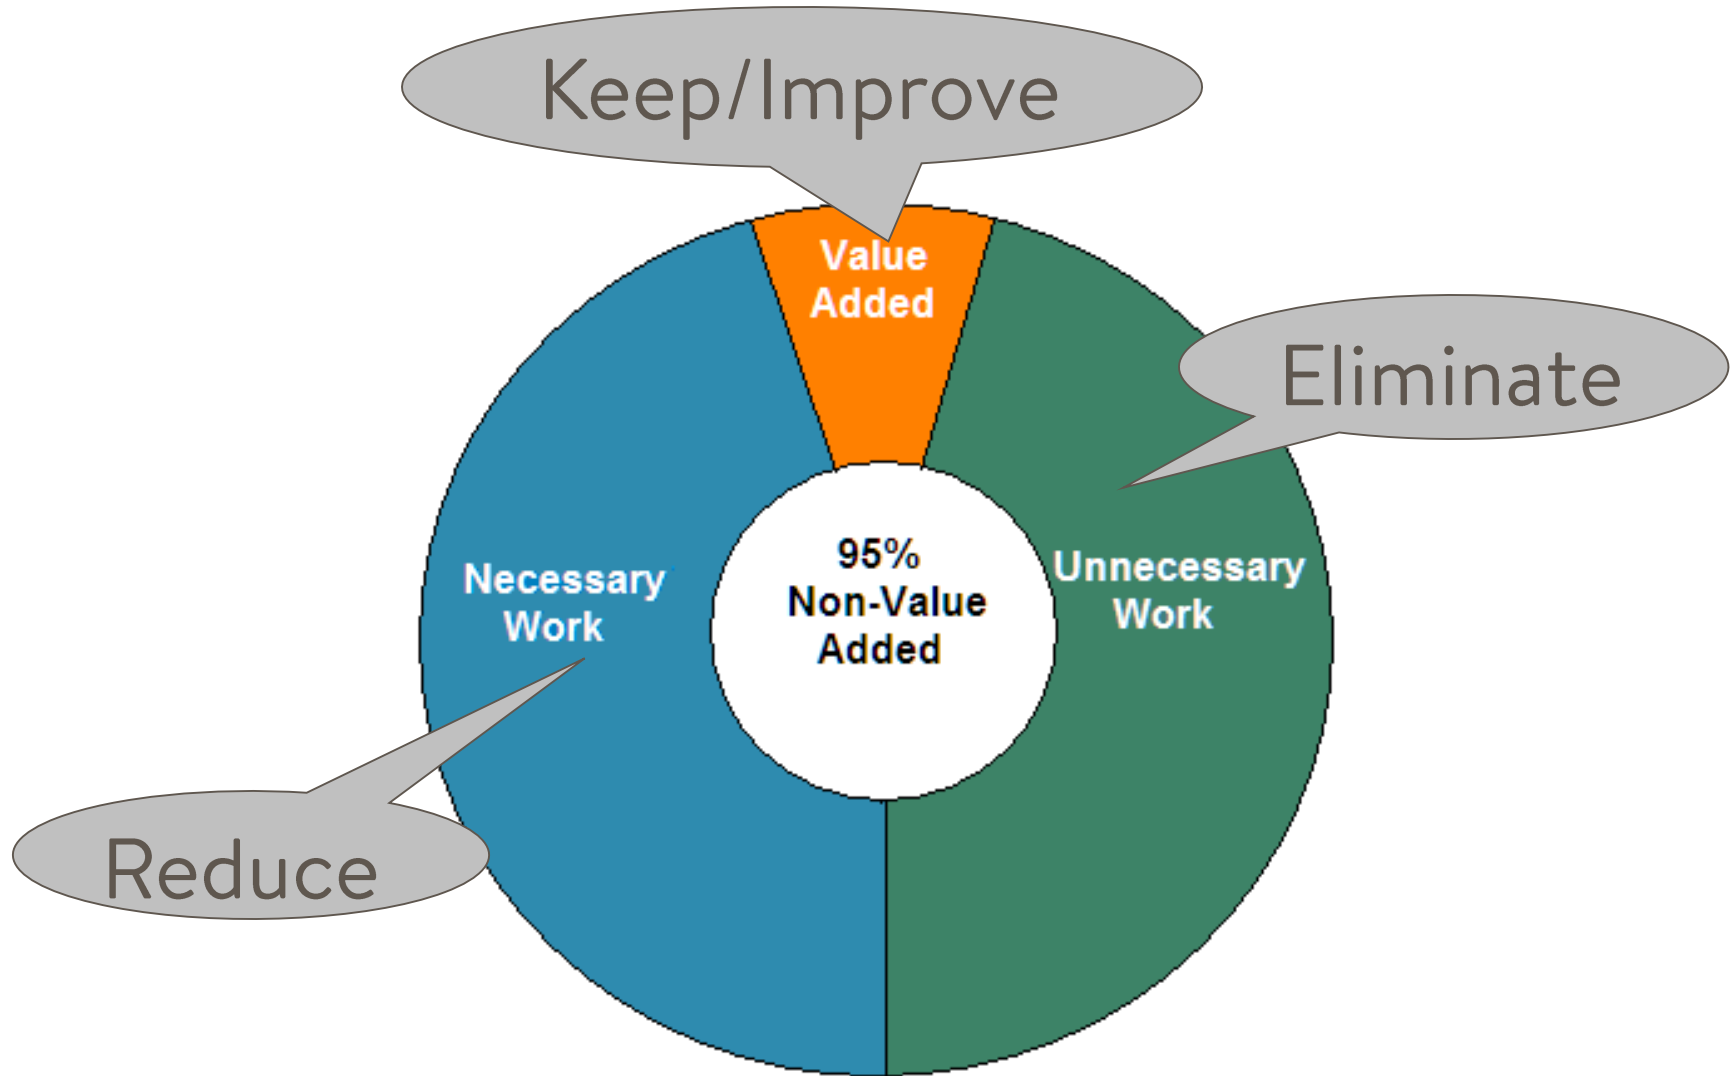 Keep/Improve
Value
Added
Eliminate
95%
Non-Value
Added
Unnecessary
Work
Necessary
Work
Reduce